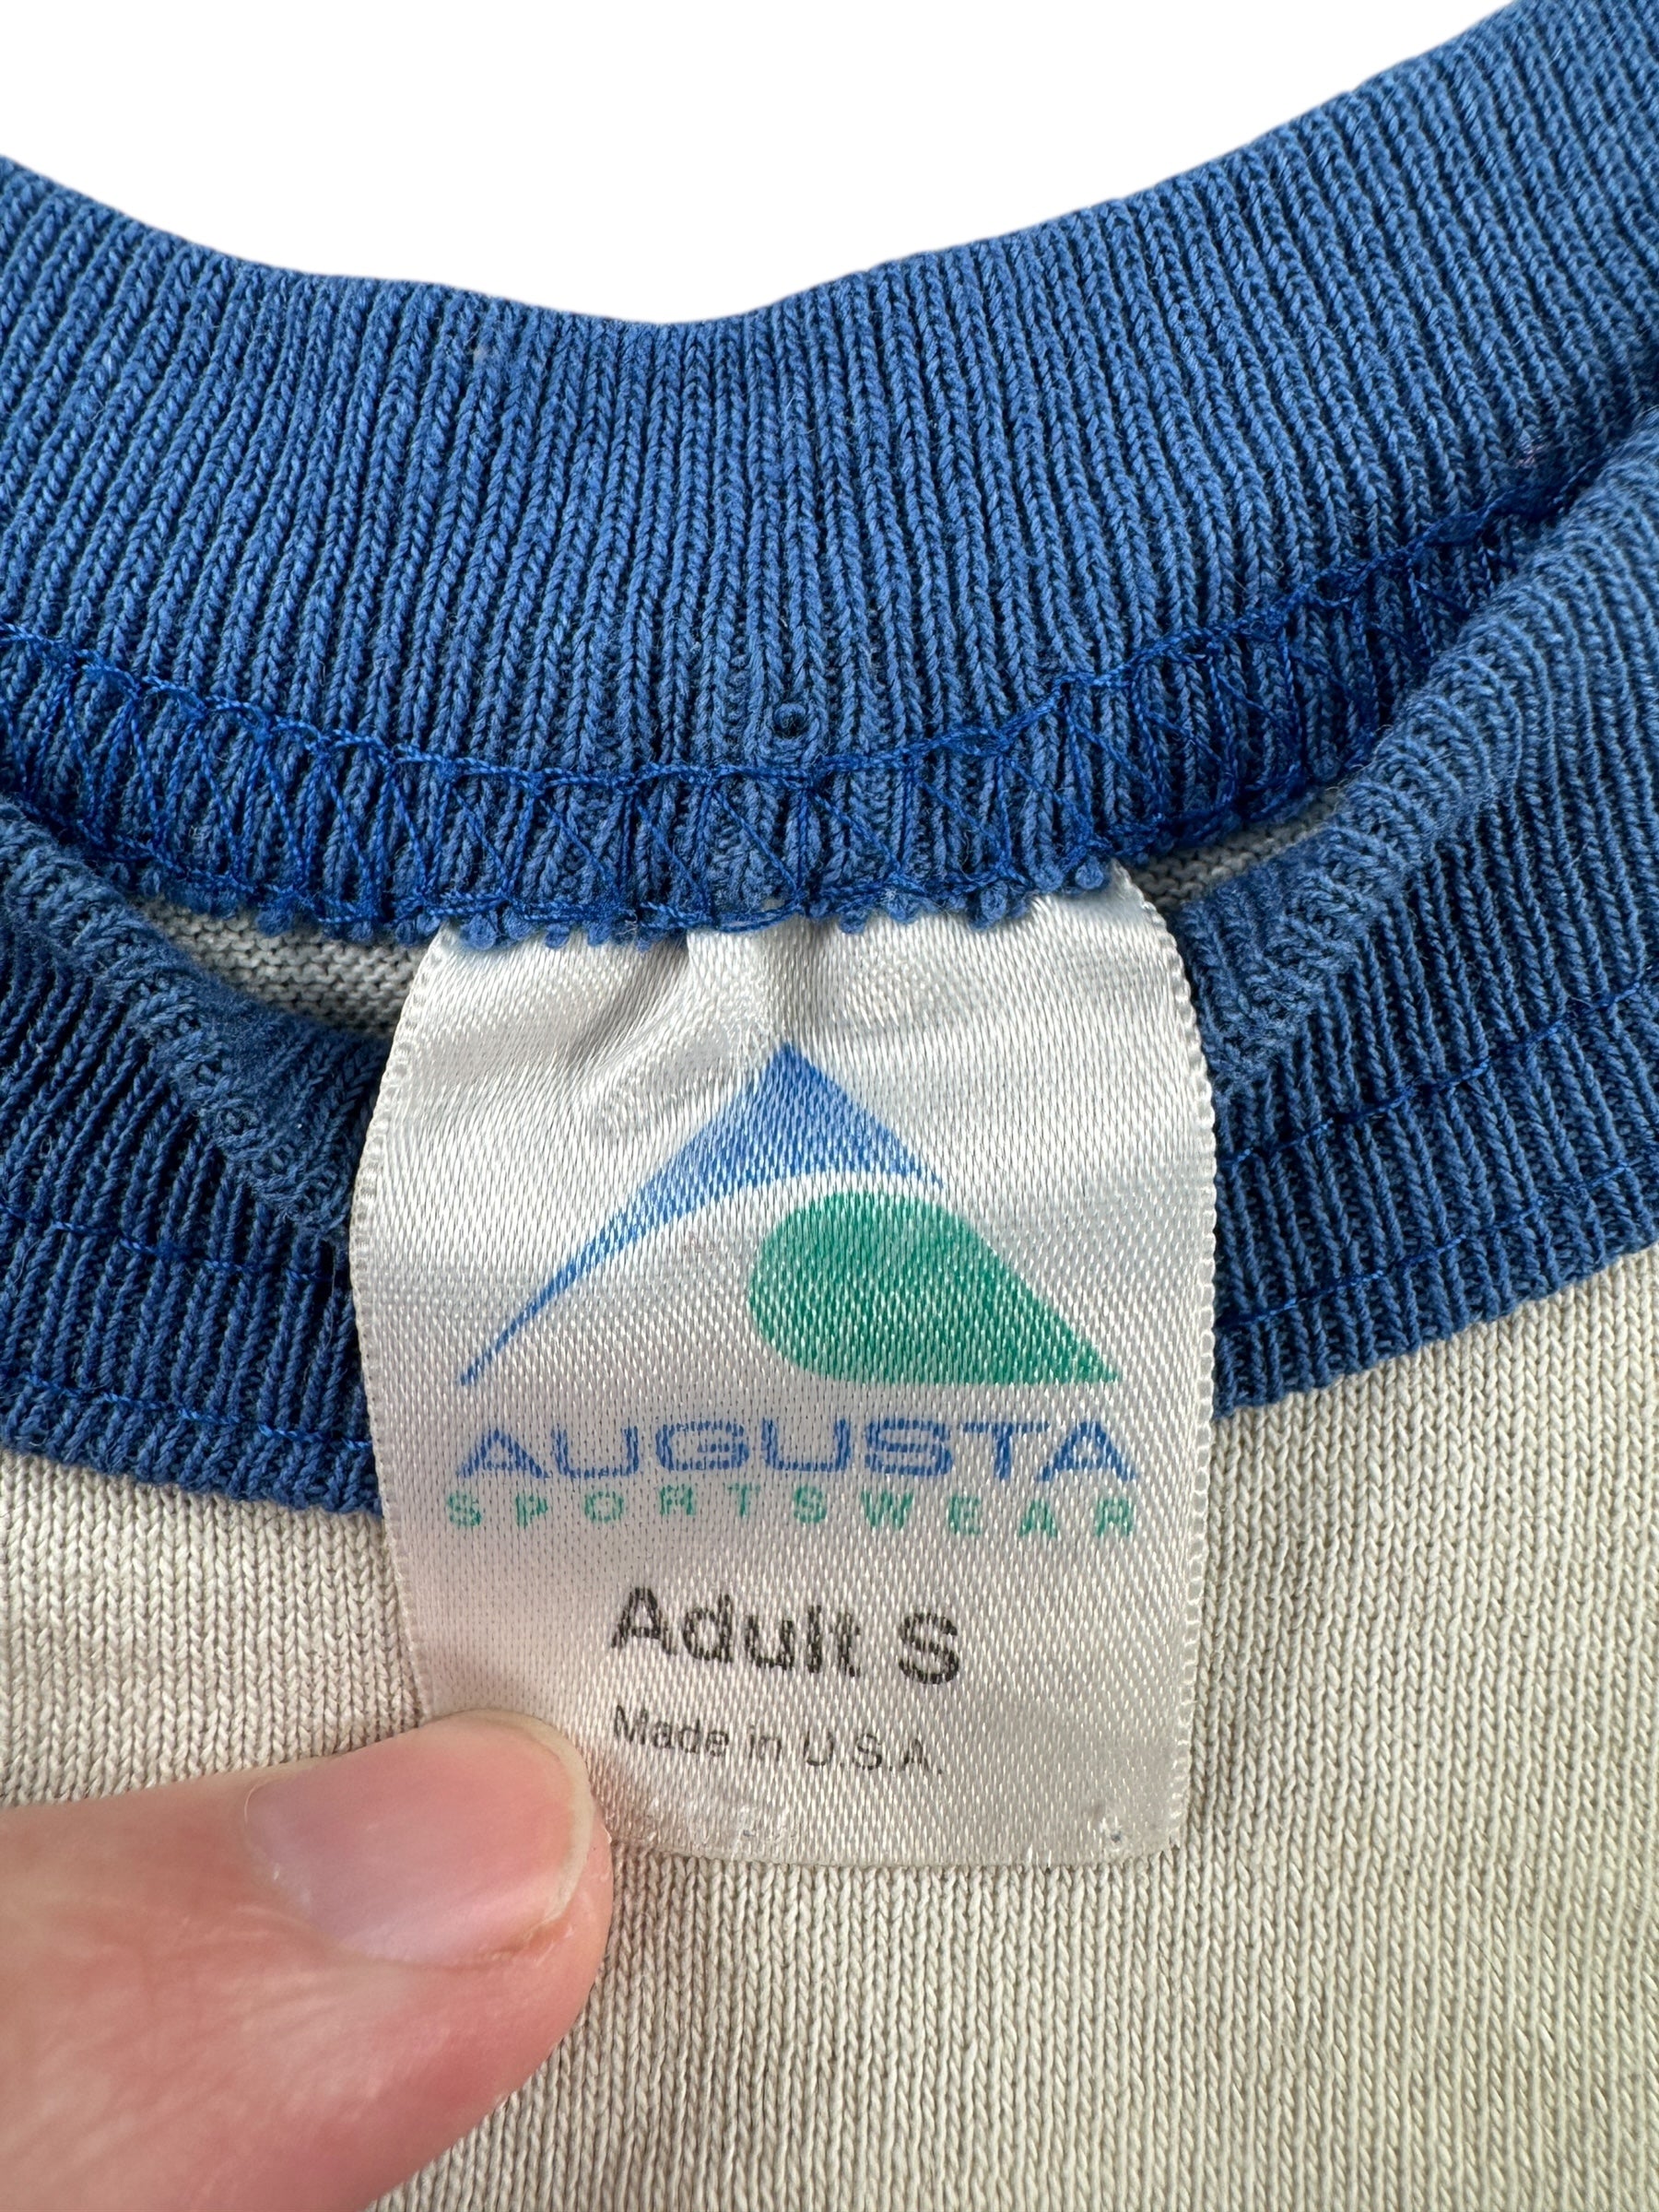 AUGUSTA
SPORTSWEAR
Adult S
Made in U.S.A.